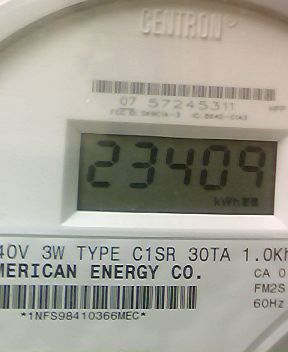 CENTRON
07 57245311
23409
kWh
40V 3W TYPE C1SR 30TA 1.0Kh
MERICAN ENERGY CO.
CA 0
FM2S
60Hz
*1NFS98410366MEC*